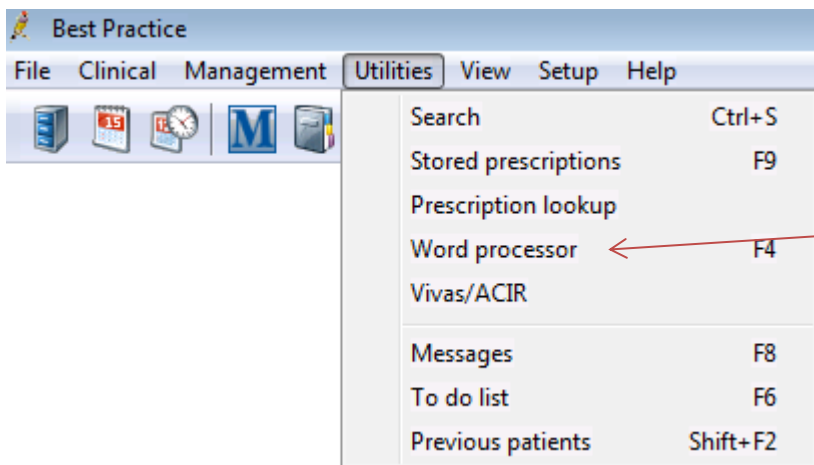 Best Practice
File Clinical Management Utilities View Setup Help
15 M
Search Ctrl+S
Stored prescriptions F9
Prescription lookup
Word processor F4
Vivas/ACIR
Messages F8
To do list F6
Previous patients Shift+F2